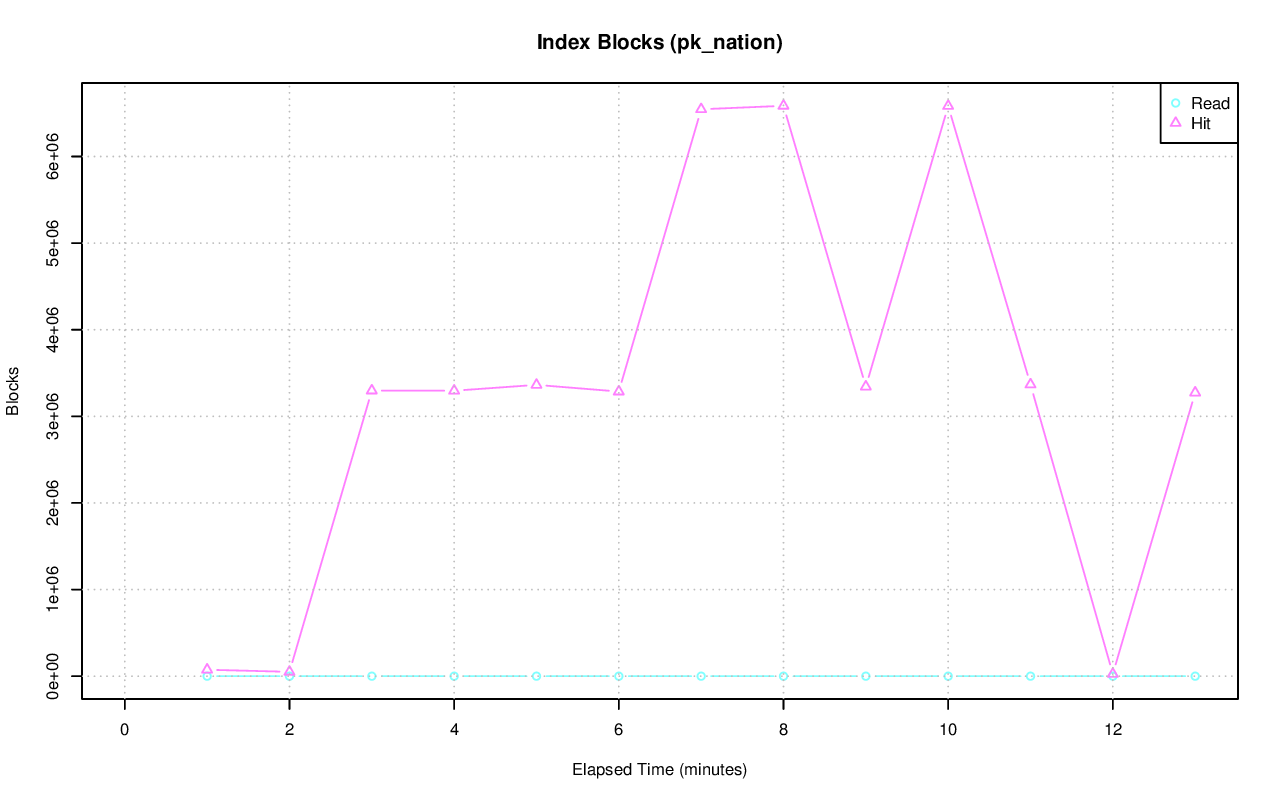 Index Blocks (pk_nation)
Read
Hit
6e+06
5e+06
4e+06
3e+06
2e+06
1e+06
0e+00
Blocks
0 2 4 6 8 10 12
Elapsed Time (minutes)